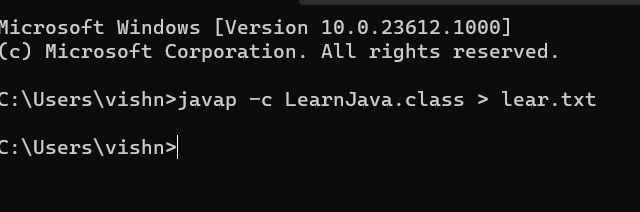 Microsoft Windows [Version 10.0.23612.1000]
(c) Microsoft Corporation. All rights reserved.
C:\Users\vishn>javap -c LearnJava.class > lear.txt
C:\Users\vishn>